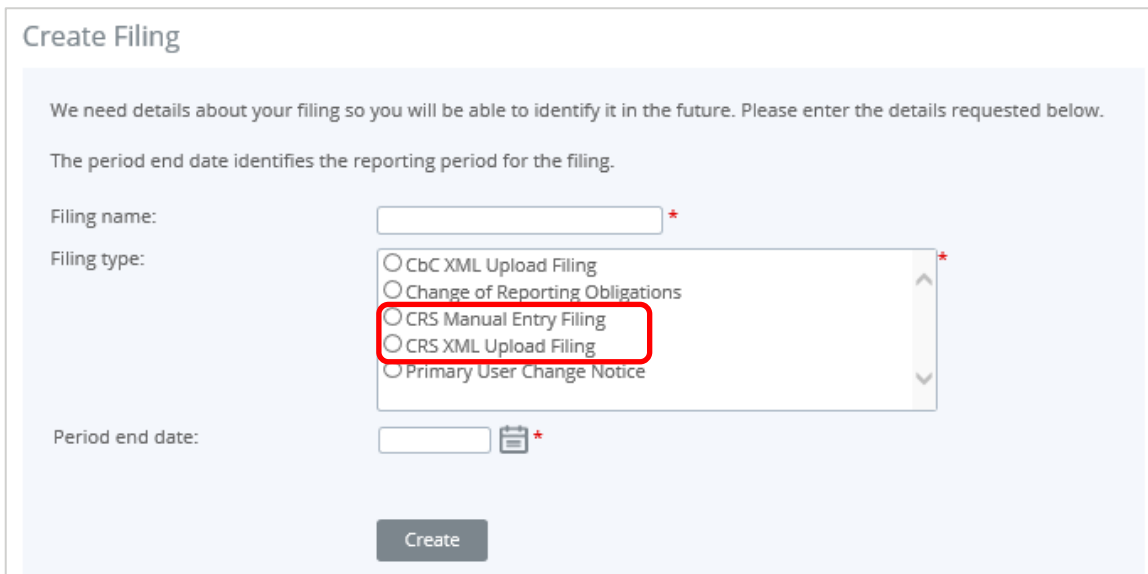 Create Filing
We need details about your filing so you will be able to identify it in the future. Please enter the details requested below.
The period end date identifies the reporting period for the filing.
Filing name: *
Filing type: *
CbC XML Upload Filing
Change of Reporting Obligations
CRS Manual Entry Filing
CRS XML Upload Filing
Primary User Change Notice
Period end date: *
Create